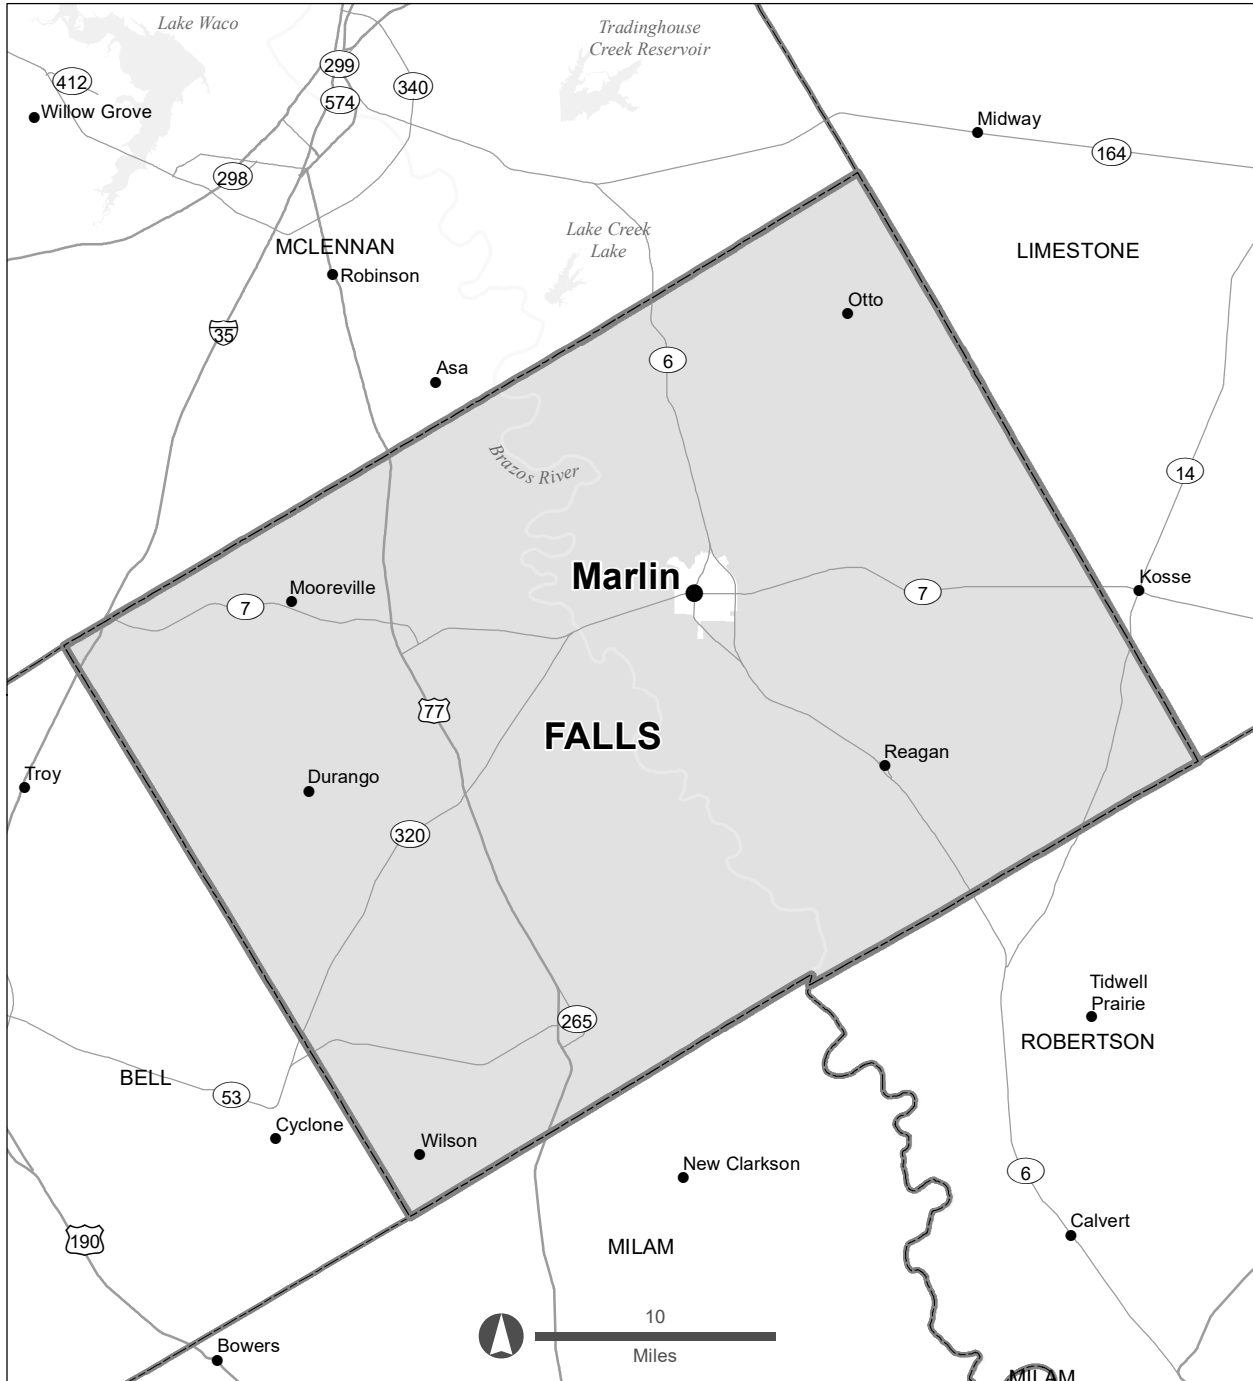 Lake Waco
Tradinghouse
Creek Reservoir
299
412
340
574
Willow Grove
Midway
164
298
Lake Creek
Lake
MCLENNAN
LIMESTONE
Robinson
Otto
35
6
Asa
Brazos River
14
Marlin
Kosse
Mooreville
7
7
77
FALLS
Reagan
Troy
Durango
320
Tidwell
Prairie
265
ROBERTSON
BELL
53
Cyclone
Wilson
New Clarkson
6
Calvert
190
MILAM
10
Miles
Bowers
MILAM